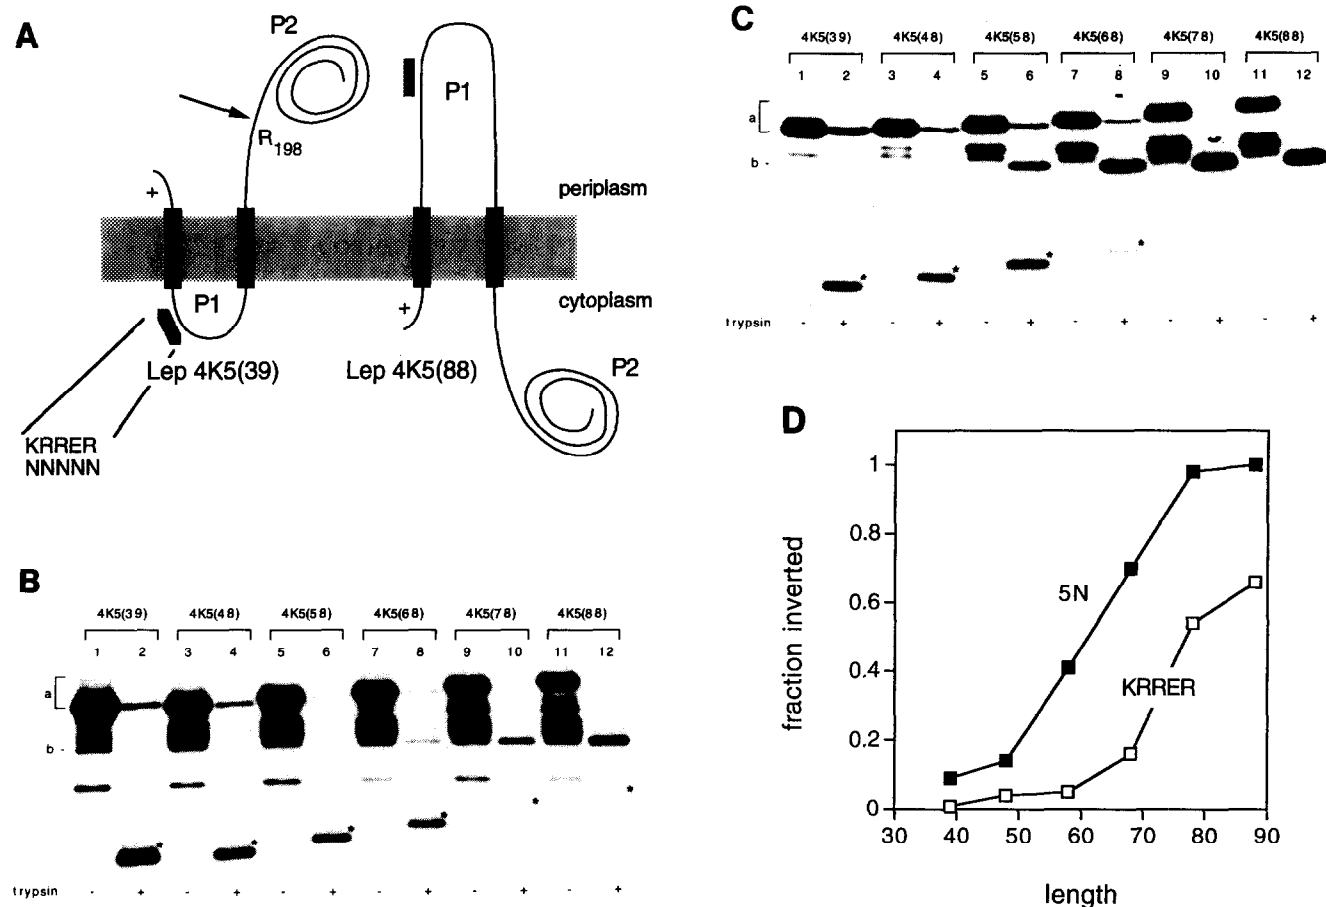 A
P2
P1
R198
+
periplasm
cytoplasm
P1
+
P2
Lep 4K5(39)
Lep 4K5(88)
KRRER
NNNNN
B
4K5(39) 4K5(48) 4K5(58) 4K5(68) 4K5(78) 4K5(88)
1 2 3 4 5 6 7 8 9 10 11 12
a
b -
* * * * * *
trypsin - + - + - + - + - + - +
C
4K5(39) 4K5(48) 4K5(58) 4K5(68) 4K5(78) 4K5(88)
1 2 3 4 5 6 7 8 9 10 11 12
a
b -
* * * *
trypsin - + - + - + - + - + - +
D
1
0.8
0.6
0.4
0.2
0
fraction inverted
5N
KRRER
30 40 50 60 70 80 90
length